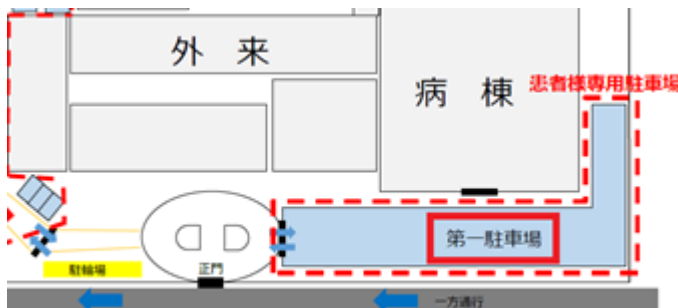 外 来
病 棟
患者様専用駐車場
第一駐車場
駐輪場
正門
一方通行